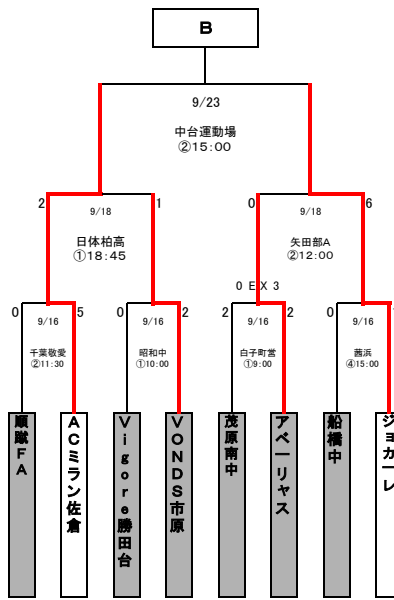 B
9/23
中台運動場
②15:00
2
1
0
6
9/18
9/18
日体柏高
①18:45
矢田部A
②12:00
0 EX 3
0
5
0
2
2
2
0
9/16
9/16
9/16
9/16
千葉敬愛
②11:30
昭和中
①10:00
白子町営
①9:00
茜浜
④15:00
順蹴FA
ACミラン佐倉
Vigore勝田台
VONDS市原
茂原南中
アベーリャス
船橋中
ジョカーレ